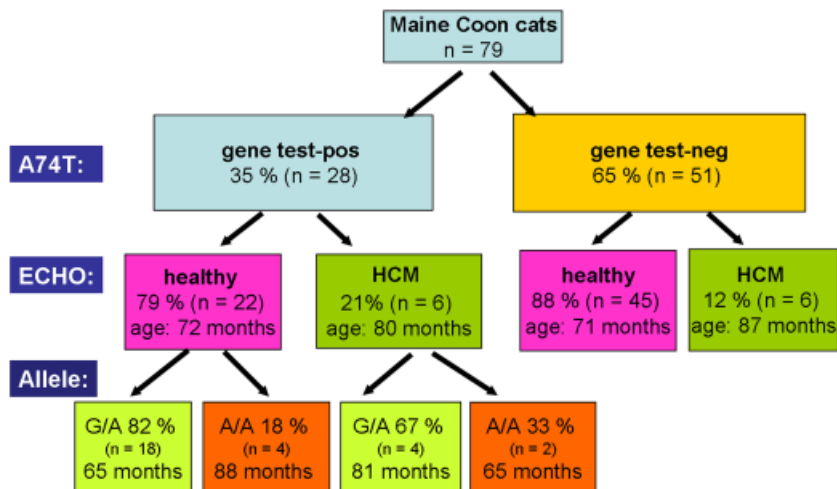 Maine Coon cats
n = 79
A74T:
gene test-pos
35 % (n = 28)
gene test-neg
65 % (n = 51)
ECHO:
healthy
79 % (n = 22)
age: 72 months
HCM
21% (n = 6)
age: 80 months
healthy
88 % (n = 45)
age: 71 months
HCM
12 % (n = 6)
age: 87 months
Allele:
G/A 82 %
(n = 18)
65 months
A/A 18 %
(n = 4)
88 months
G/A 67 %
(n = 4)
81 months
A/A 33 %
(n = 2)
65 months